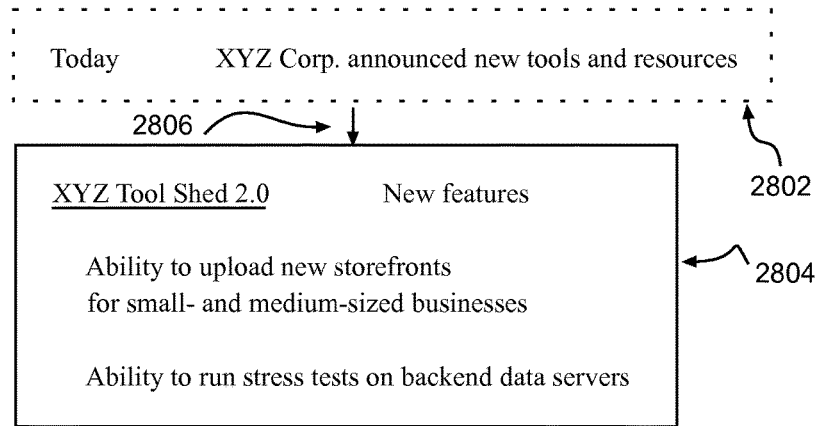 Today XYZ Corp. announced new tools and resources
2806
2802
XYZ Tool Shed 2.0 New features
Ability to upload new storefronts
for small- and medium-sized businesses
2804
Ability to run stress tests on backend data servers